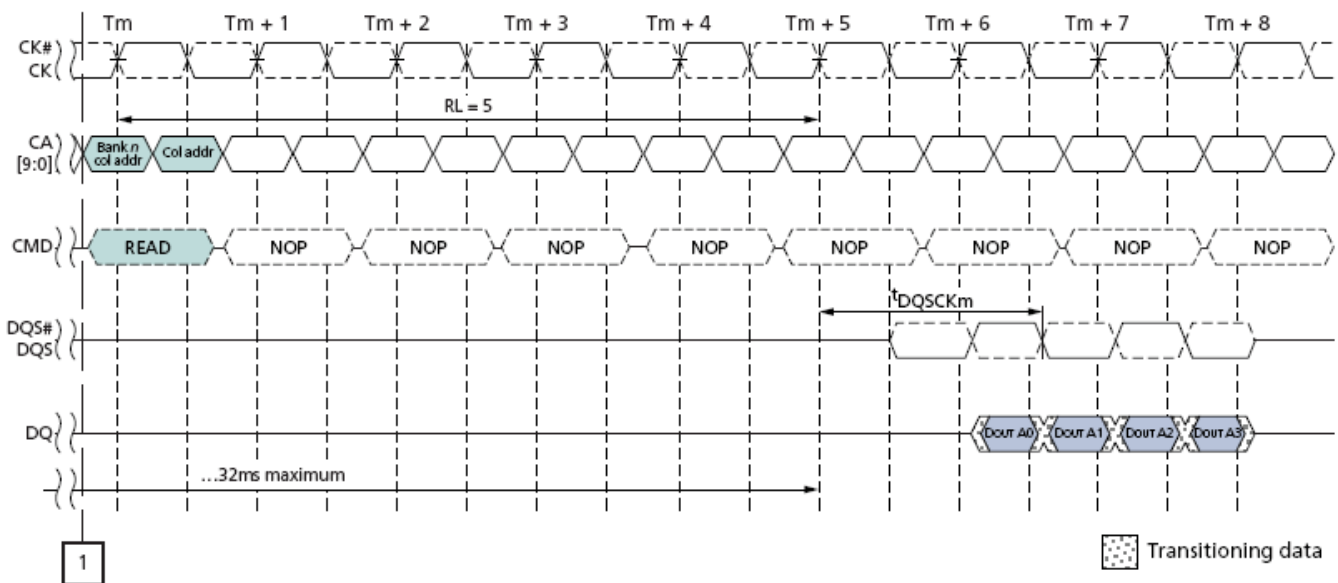 Tm Tm + 1 Tm + 2 Tm + 3 Tm + 4 Tm + 5 Tm + 6 Tm + 7 Tm + 8
CK#
CK
RL = 5
CA
[9:0]
Bank n
col addr
Col addr
CMD
READ NOP NOP NOP NOP NOP NOP NOP NOP
tDQSCKm
DQS#
DQS
DQ
DOUT A0 DOUT A1 DOUT A2 DOUT A3
...32ms maximum
1
Transitioning data